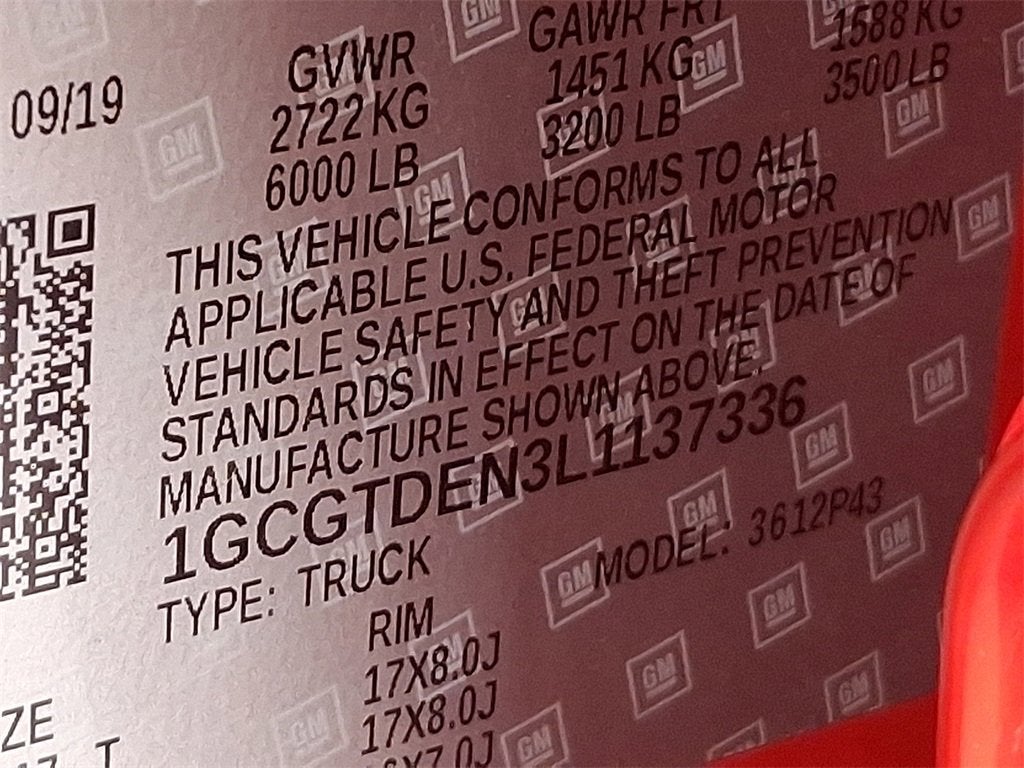 09/19 GVWR GAWR FRT
2722 KG 1451 KG 1588 KG
6000 LB 3200 LB 3500 LB
THIS VEHICLE CONFORMS TO ALL
APPLICABLE U.S. FEDERAL MOTOR
VEHICLE SAFETY AND THEFT PREVENTION
STANDARDS IN EFFECT ON THE DATE OF
MANUFACTURE SHOWN ABOVE.
1GCGTDEN3L1137336
TYPE: TRUCK MODEL: 3612P43
RIM
17X8.0J
ZE 17X8.0J
T
GM